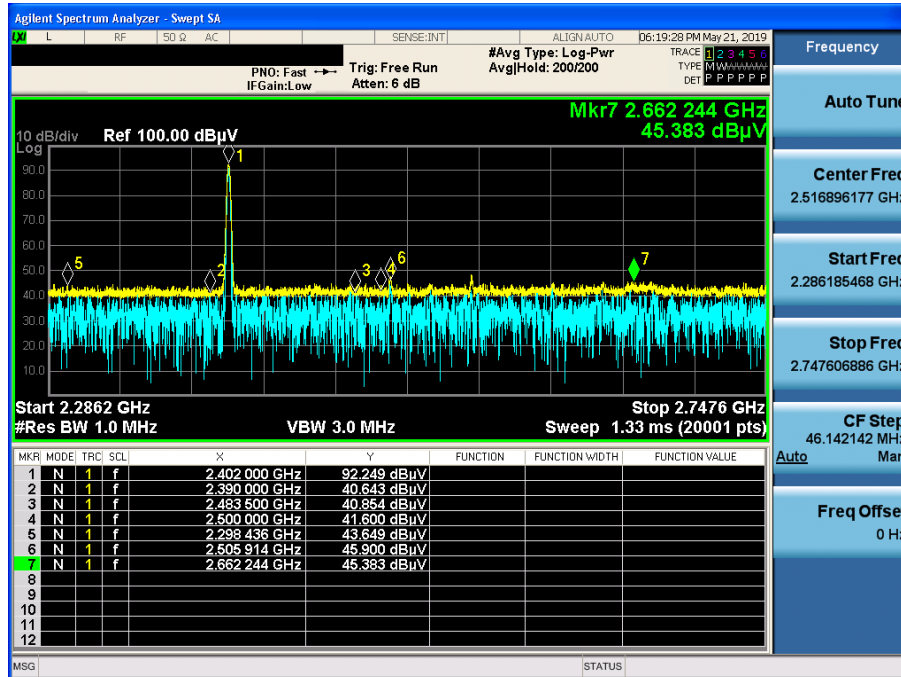 Agilent Spectrum Analyzer - Swept SA
LXI L RF 50 Ω AC SENSE:INT ALIGN AUTO 06:19:28 PM May 21, 2019
PNO: Fast Trig: Free Run #Avg Type: Log-Pwr TRACE 1 2 3 4 5 6
IFGain:Low Atten: 6 dB Avg|Hold: 200/200 TYPE M W
DET P P P P P P
Mkr7 2.662 244 GHz
45.383 dBµV
10 dB/div Ref 100.00 dBµV
Log
90.0
80.0
70.0
60.0
50.0
40.0
30.0
20.0
10.0
1
2
3
4
5
6
7
Start 2.2862 GHz Stop 2.7476 GHz
#Res BW 1.0 MHz VBW 3.0 MHz Sweep 1.33 ms (20001 pts)
MKR MODE TRC SCL X Y FUNCTION FUNCTION WIDTH FUNCTION VALUE
1 N 1 f 2.402 000 GHz 92.249 dBµV
2 N 1 f 2.390 000 GHz 40.643 dBµV
3 N 1 f 2.483 500 GHz 40.854 dBµV
4 N 1 f 2.500 000 GHz 41.600 dBµV
5 N 1 f 2.298 436 GHz 43.649 dBµV
6 N 1 f 2.505 914 GHz 45.900 dBµV
7 N 1 f 2.662 244 GHz 45.383 dBµV
8
9
10
11
12
MSG STATUS
Frequency
Auto Tune
Center Freq
2.516896177 GHz
Start Freq
2.286185468 GHz
Stop Freq
2.747606886 GHz
CF Step
46.142142 MHz
Auto Man
Freq Offset
0 Hz